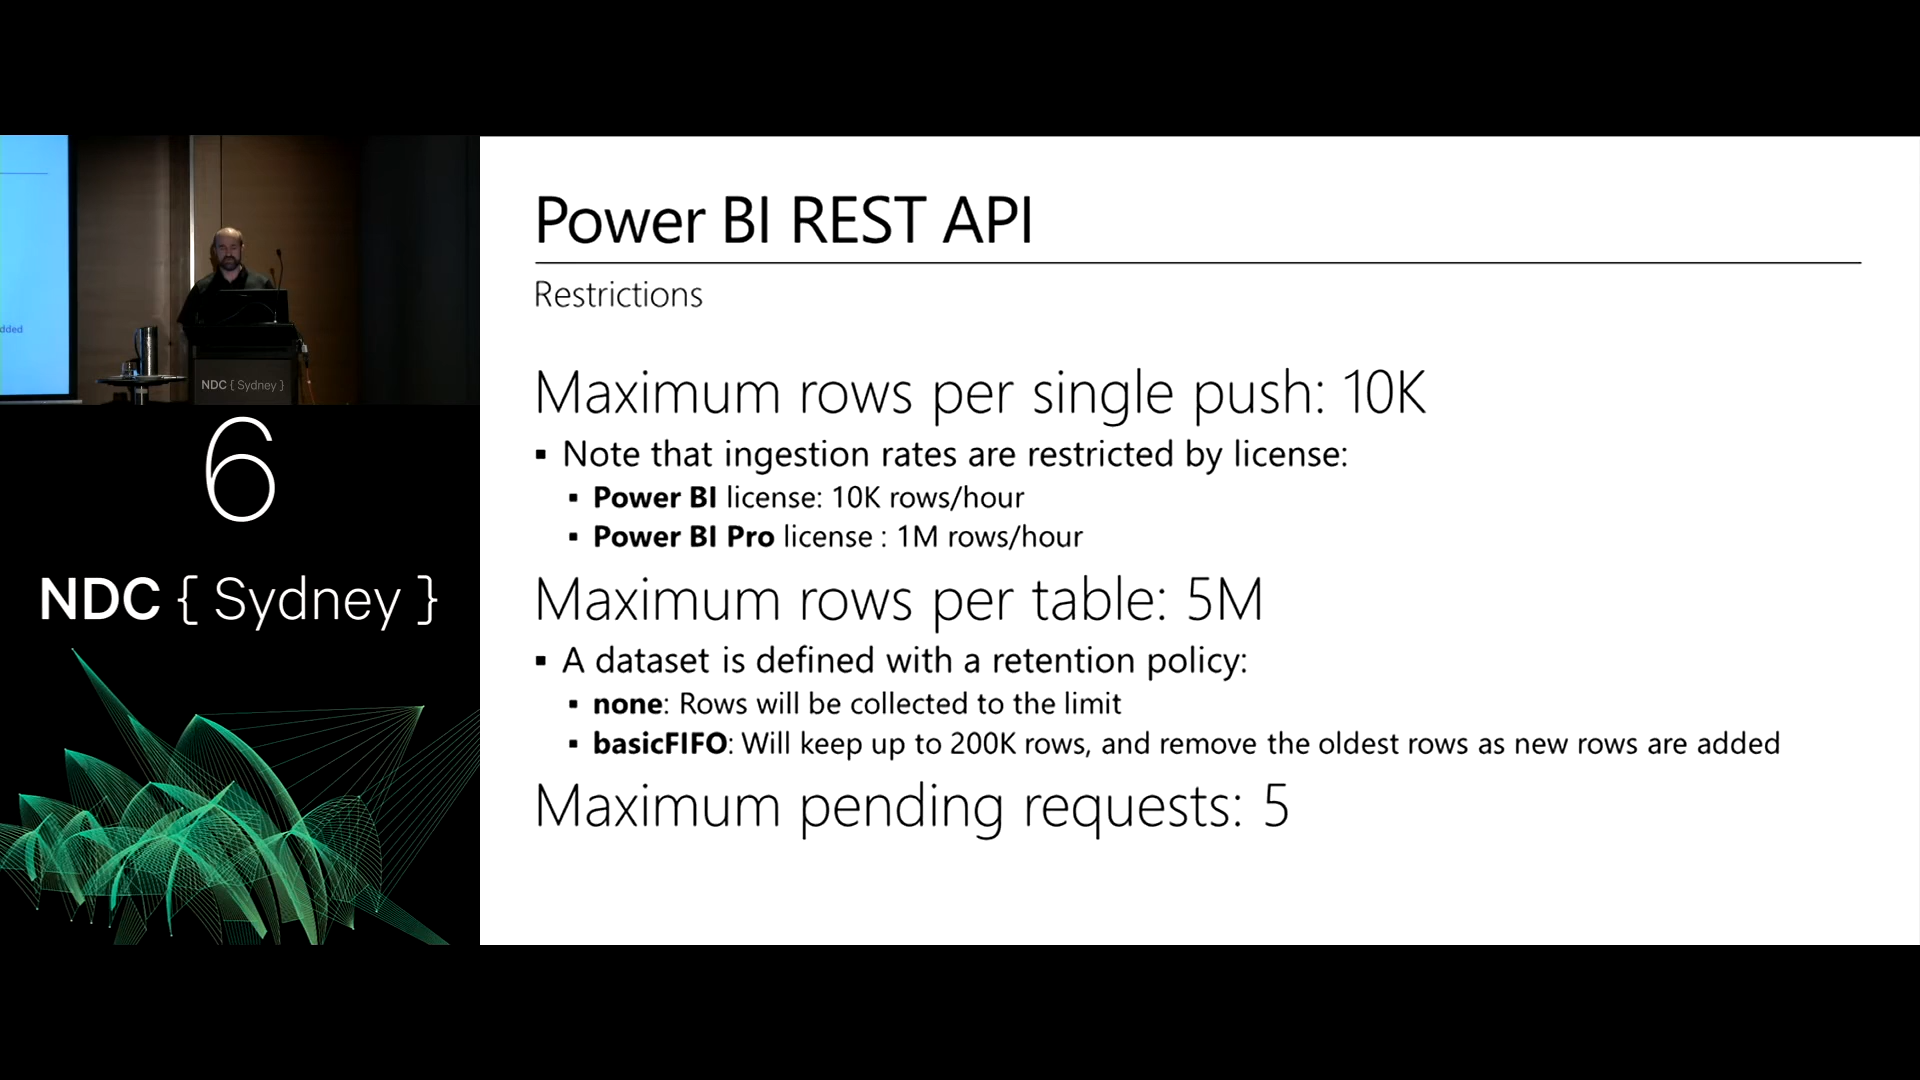 dded
NDC { Sydney }
6
NDC { Sydney }
Power BI REST API
Restrictions
Maximum rows per single push: 10K
▪ Note that ingestion rates are restricted by license:
▪ Power BI license: 10K rows/hour
▪ Power BI Pro license : 1M rows/hour
Maximum rows per table: 5M
▪ A dataset is defined with a retention policy:
▪ none: Rows will be collected to the limit
▪ basicFIFO: Will keep up to 200K rows, and remove the oldest rows as new rows are added
Maximum pending requests: 5